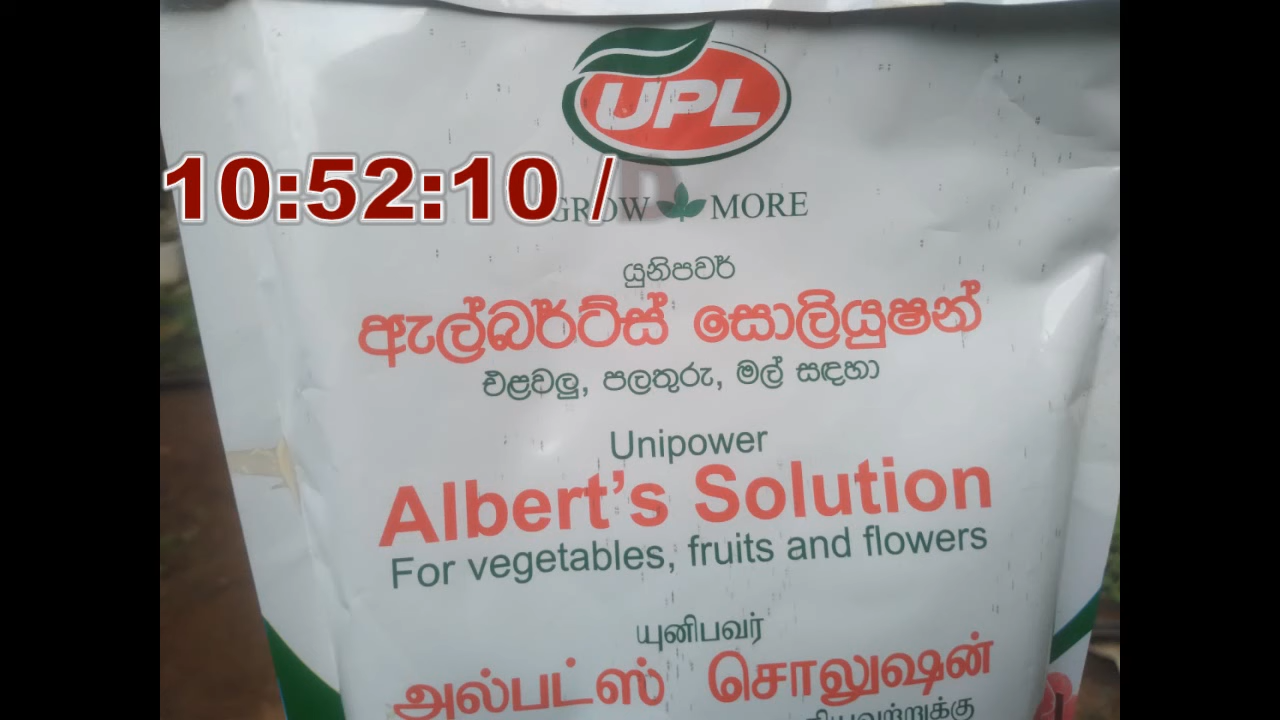 UPL
10:52:10 /
GROW MORE
යුනිපවර්
ඇල්බර්ට්ස් සොලියුෂන්
එළවලු, පලතුරු, මල් සඳහා
Unipower
Albert's Solution
For vegetables, fruits and flowers
யுனிபவர்
அல்பட்ஸ் சொலுஷன்